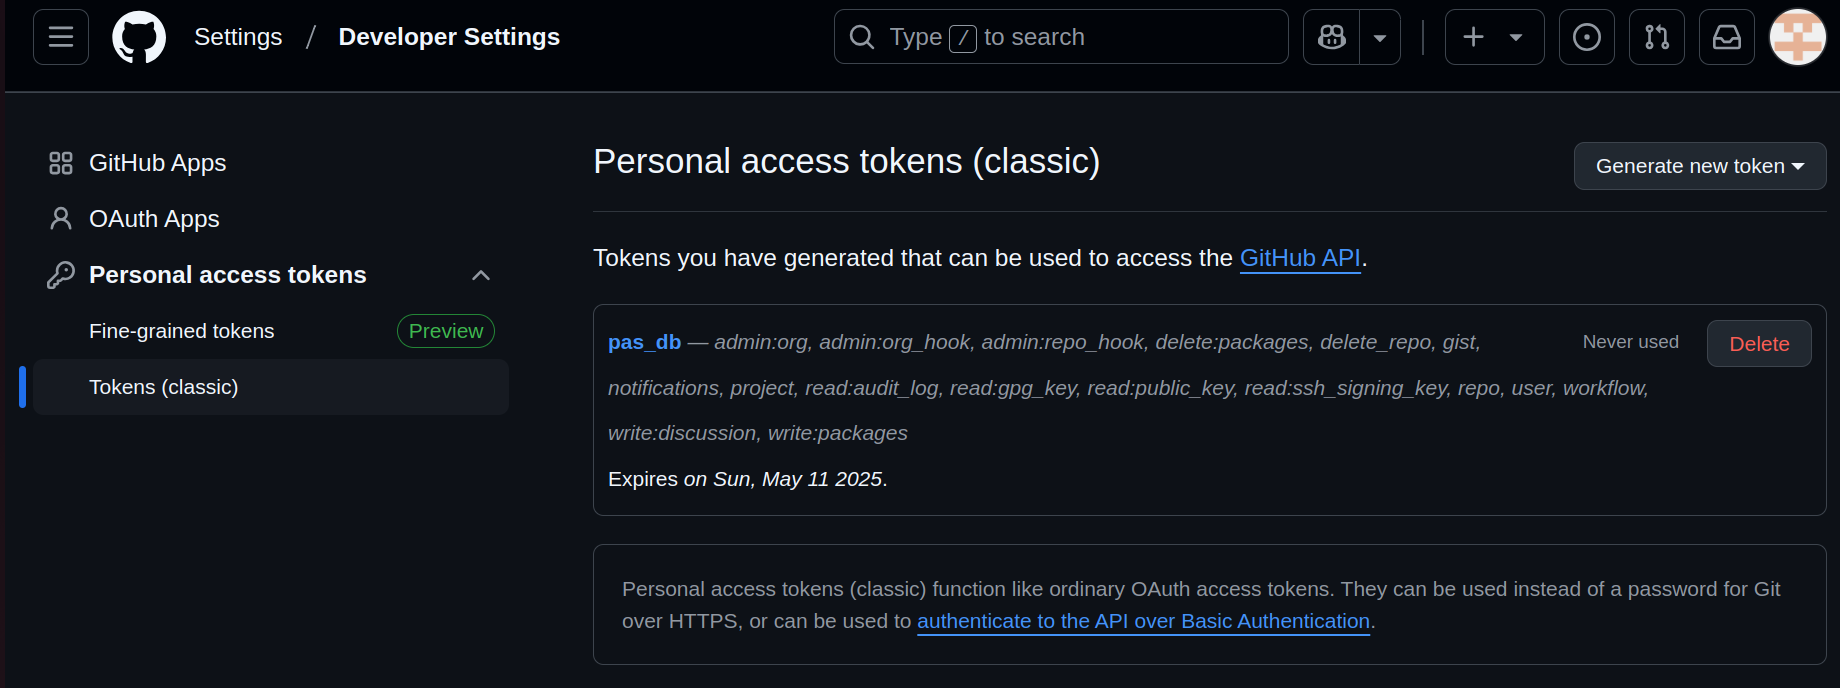 Settings / Developer Settings
Type / to search
GitHub Apps
OAuth Apps
Personal access tokens
Fine-grained tokens Preview
Tokens (classic)
Personal access tokens (classic)
Generate new token
Tokens you have generated that can be used to access the GitHub API.
pas_db — admin:org, admin:org_hook, admin:repo_hook, delete:packages, delete_repo, gist,
Never used
Delete
notifications, project, read:audit_log, read:gpg_key, read:public_key, read:ssh_signing_key, repo, user, workflow,
write:discussion, write:packages
Expires on Sun, May 11 2025.
Personal access tokens (classic) function like ordinary OAuth access tokens. They can be used instead of a password for Git
over HTTPS, or can be used to authenticate to the API over Basic Authentication.